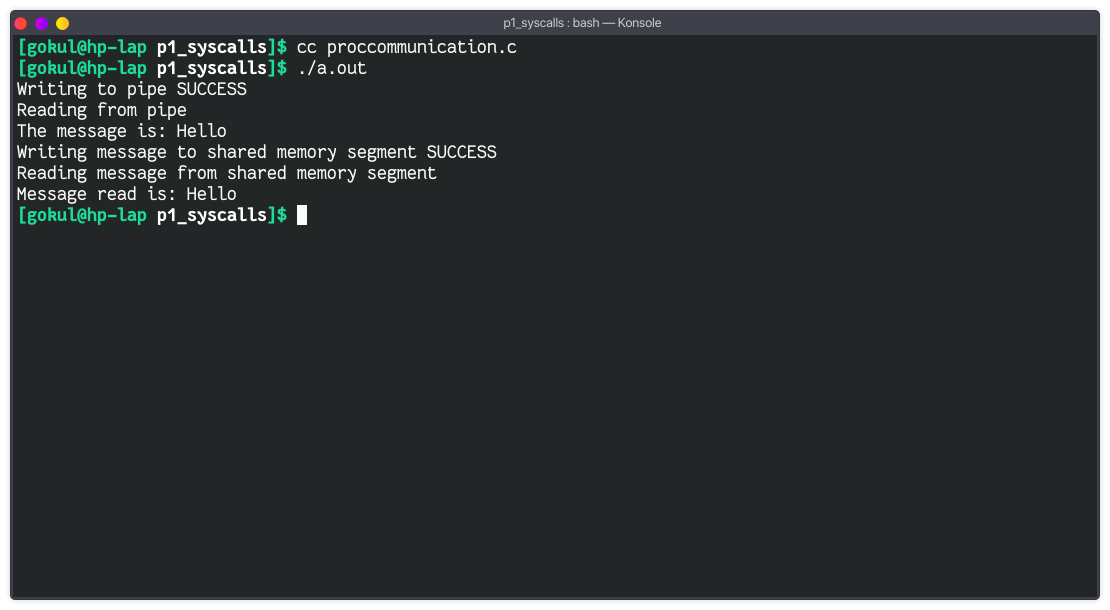 p1_syscalls : bash — Konsole
[gokul@hp-lap p1_syscalls]$ cc proccommunication.c
[gokul@hp-lap p1_syscalls]$ ./a.out
Writing to pipe SUCCESS
Reading from pipe
The message is: Hello
Writing message to shared memory segment SUCCESS
Reading message from shared memory segment
Message read is: Hello
[gokul@hp-lap p1_syscalls]$